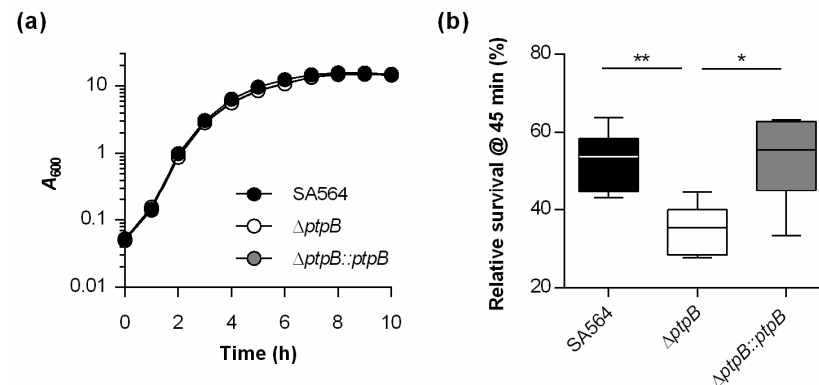 (a)
A600
10
1
0.1
0.01
0 2 4 6 8 10
Time (h)
SA564
ΔptpB
ΔptpB::ptpB
(b)
Relative survival @ 45 min (%)
80
60
40
20
** *
SA564
ΔptpB
ΔptpB::ptpB